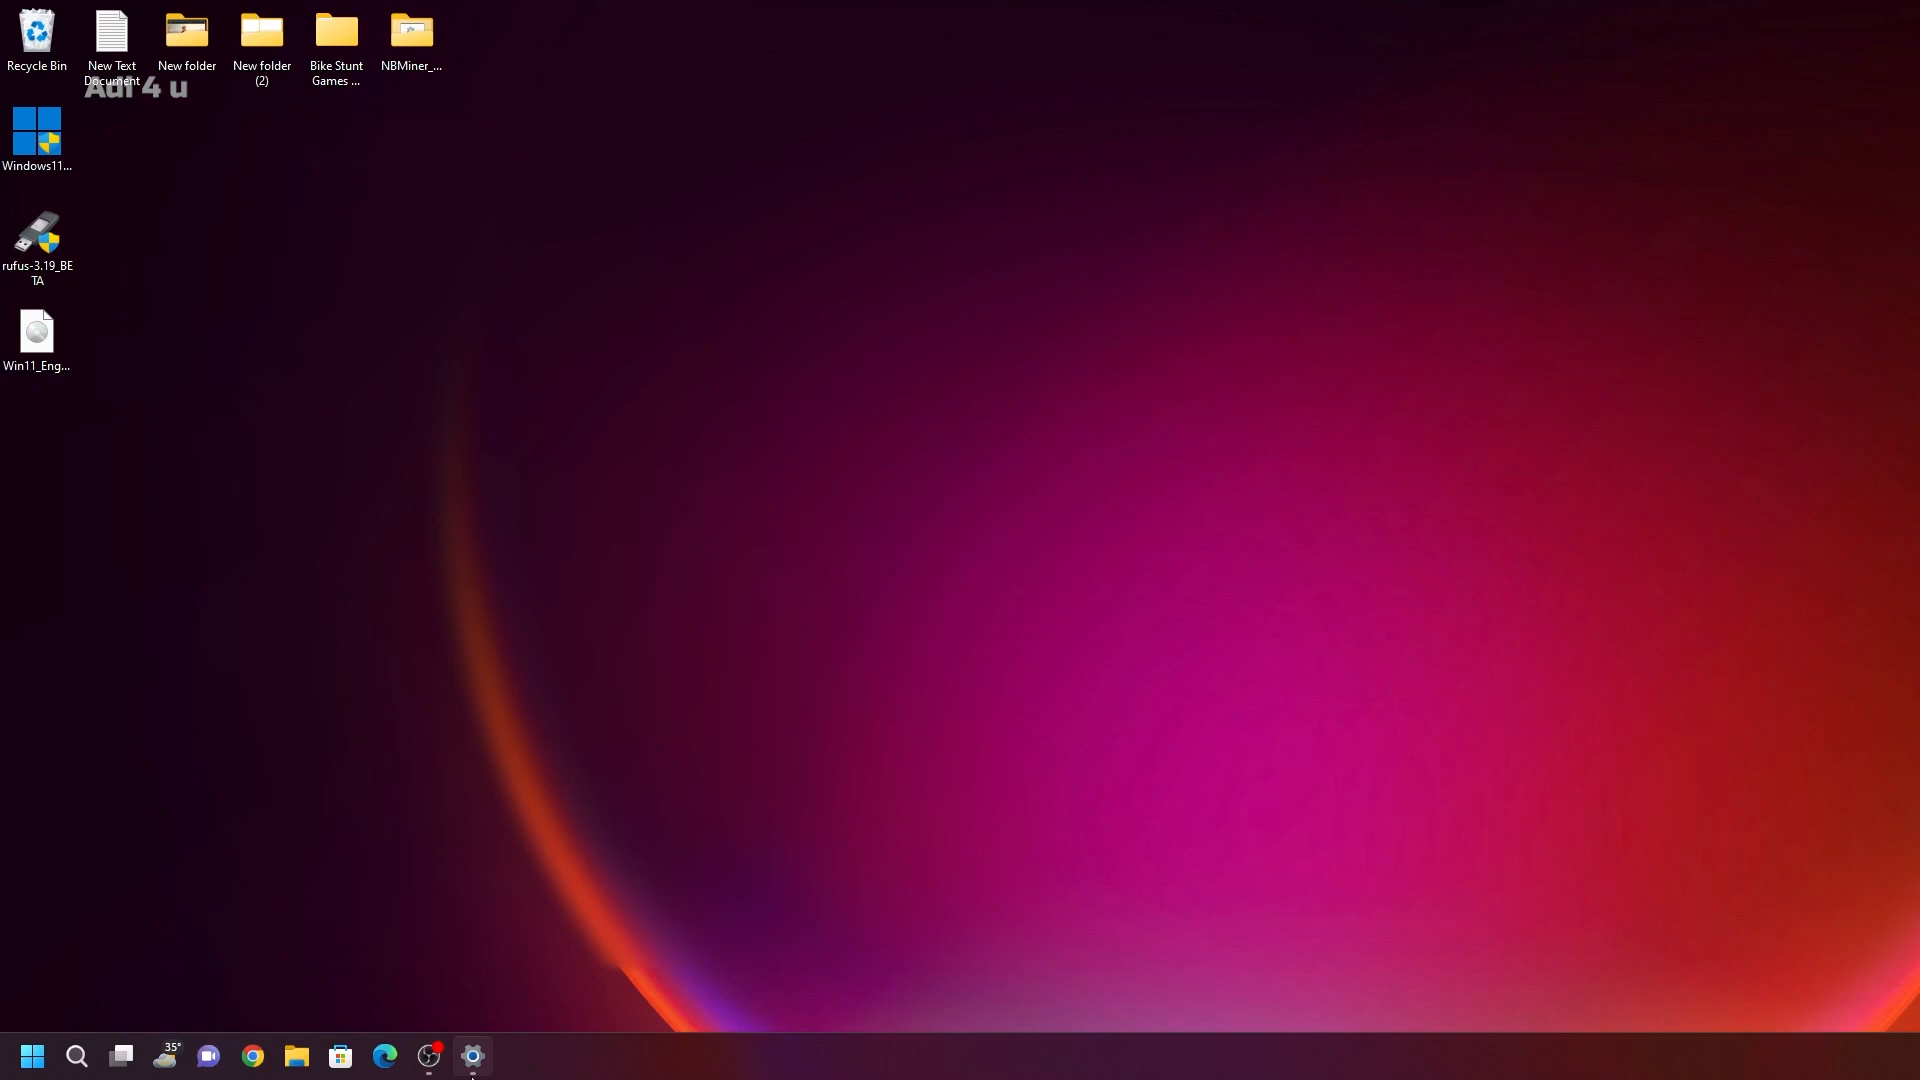 Recycle Bin
New Text
Document
New folder
New folder
(2)
Bike Stunt
Games ...
NBMiner_...
Adi 4 u
Windows11...
rufus-3.19_BE
TA
Win11_Eng...
35°